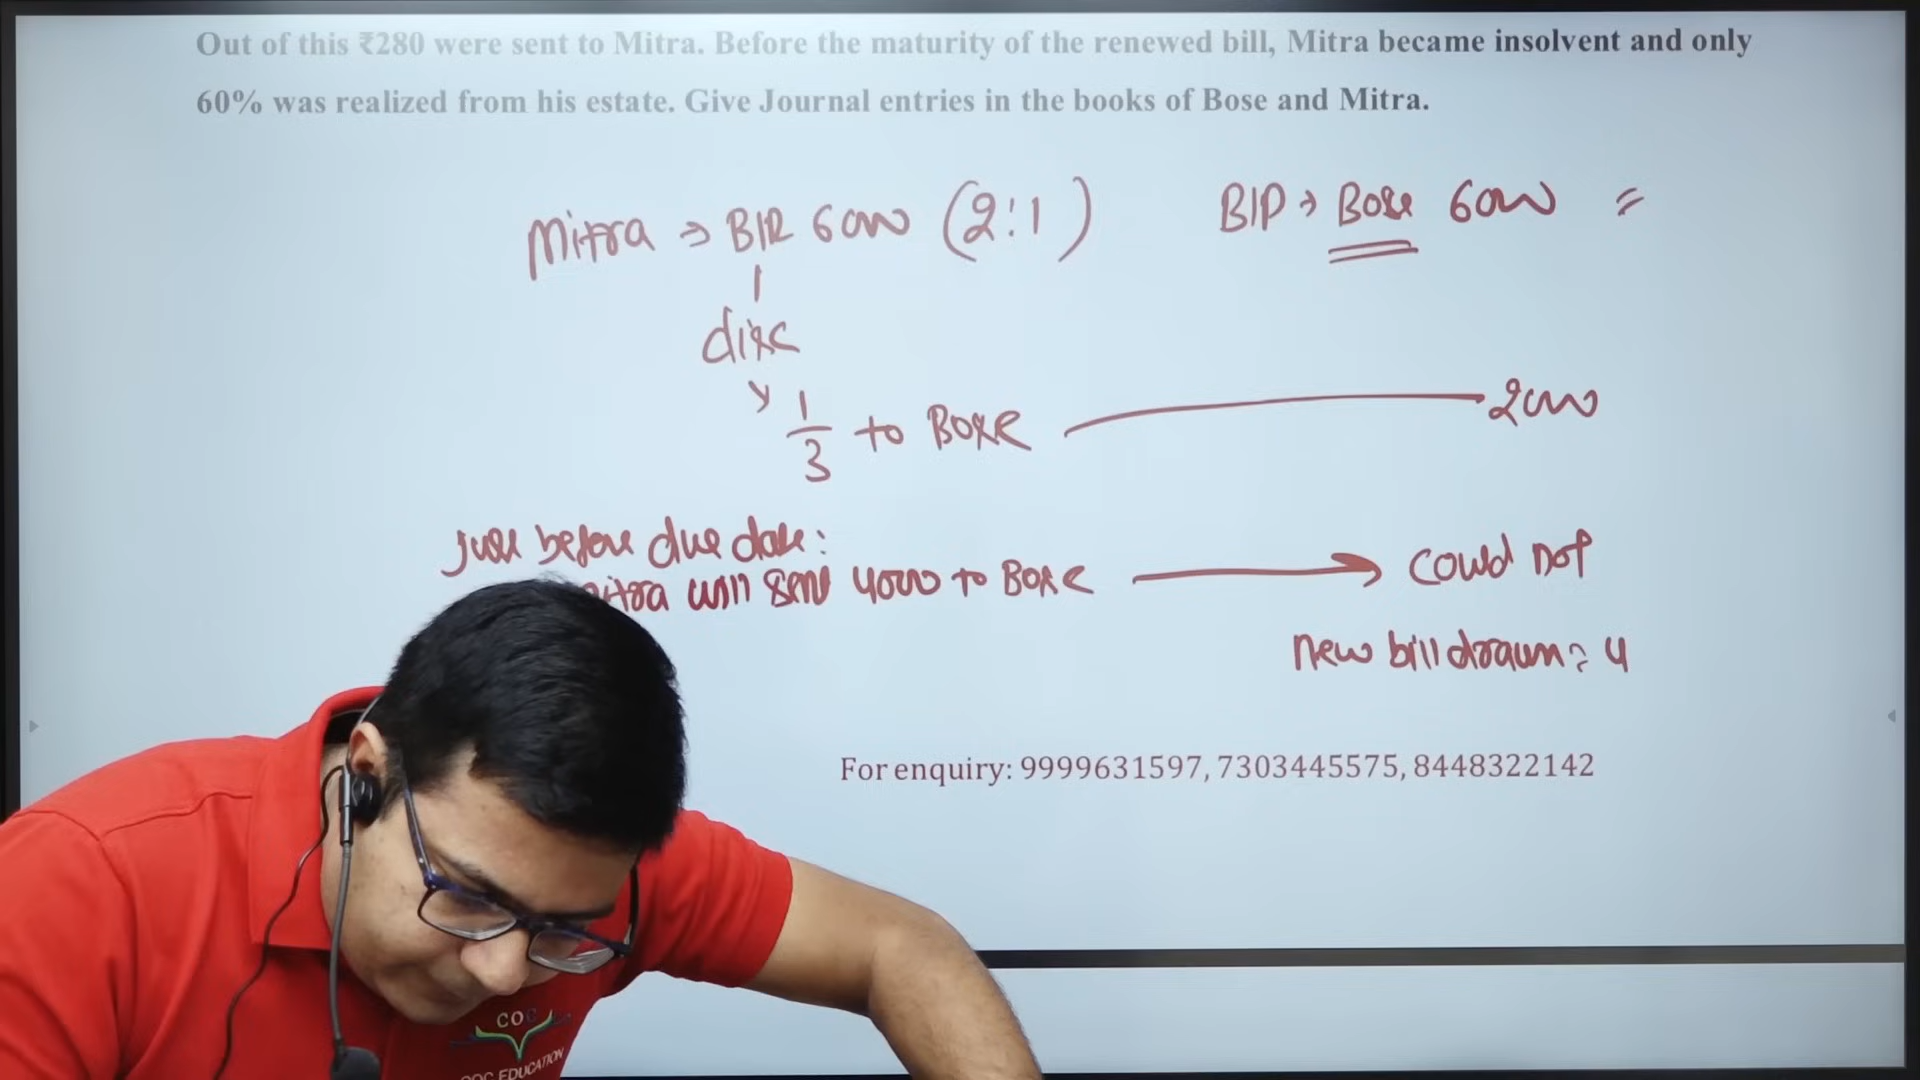 Out of this ₹280 were sent to Mitra. Before the maturity of the renewed bill, Mitra became insolvent and only
60% was realized from his estate. Give Journal entries in the books of Bose and Mitra.
Mitra → B/R 6000 (2:1)
B/P → Bose 6000 =
disc
1/3 to Bose — 2000
just before due date:
Mitra will send 4000 to Bose → could not
New bill drawn = 4
For enquiry: 9999631597, 7303445575, 8448322142
COC
COC EDUCATION